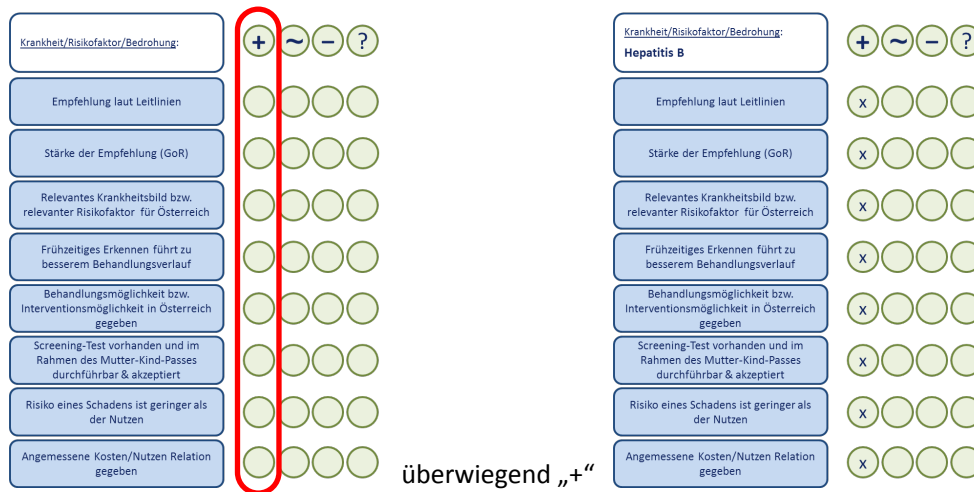 Krankheit/Risikofaktor/Bedrohung:
+ ~ – ?
Empfehlung laut Leitlinien
Stärke der Empfehlung (GoR)
Relevantes Krankheitsbild bzw.
relevanter Risikofaktor für Österreich
Frühzeitiges Erkennen führt zu
besserem Behandlungsverlauf
Behandlungsmöglichkeit bzw.
Interventionsmöglichkeit in Österreich
gegeben
Screening-Test vorhanden und im
Rahmen des Mutter-Kind-Passes
durchführbar & akzeptiert
Risiko eines Schadens ist geringer als
der Nutzen
Angemessene Kosten/Nutzen Relation
gegeben
überwiegend „+“
Krankheit/Risikofaktor/Bedrohung:
Hepatitis B
+ ~ – ?
Empfehlung laut Leitlinien
x
Stärke der Empfehlung (GoR)
x
Relevantes Krankheitsbild bzw.
relevanter Risikofaktor für Österreich
x
Frühzeitiges Erkennen führt zu
besserem Behandlungsverlauf
x
Behandlungsmöglichkeit bzw.
Interventionsmöglichkeit in Österreich
gegeben
x
Screening-Test vorhanden und im
Rahmen des Mutter-Kind-Passes
durchführbar & akzeptiert
x
Risiko eines Schadens ist geringer als
der Nutzen
x
Angemessene Kosten/Nutzen Relation
gegeben
x